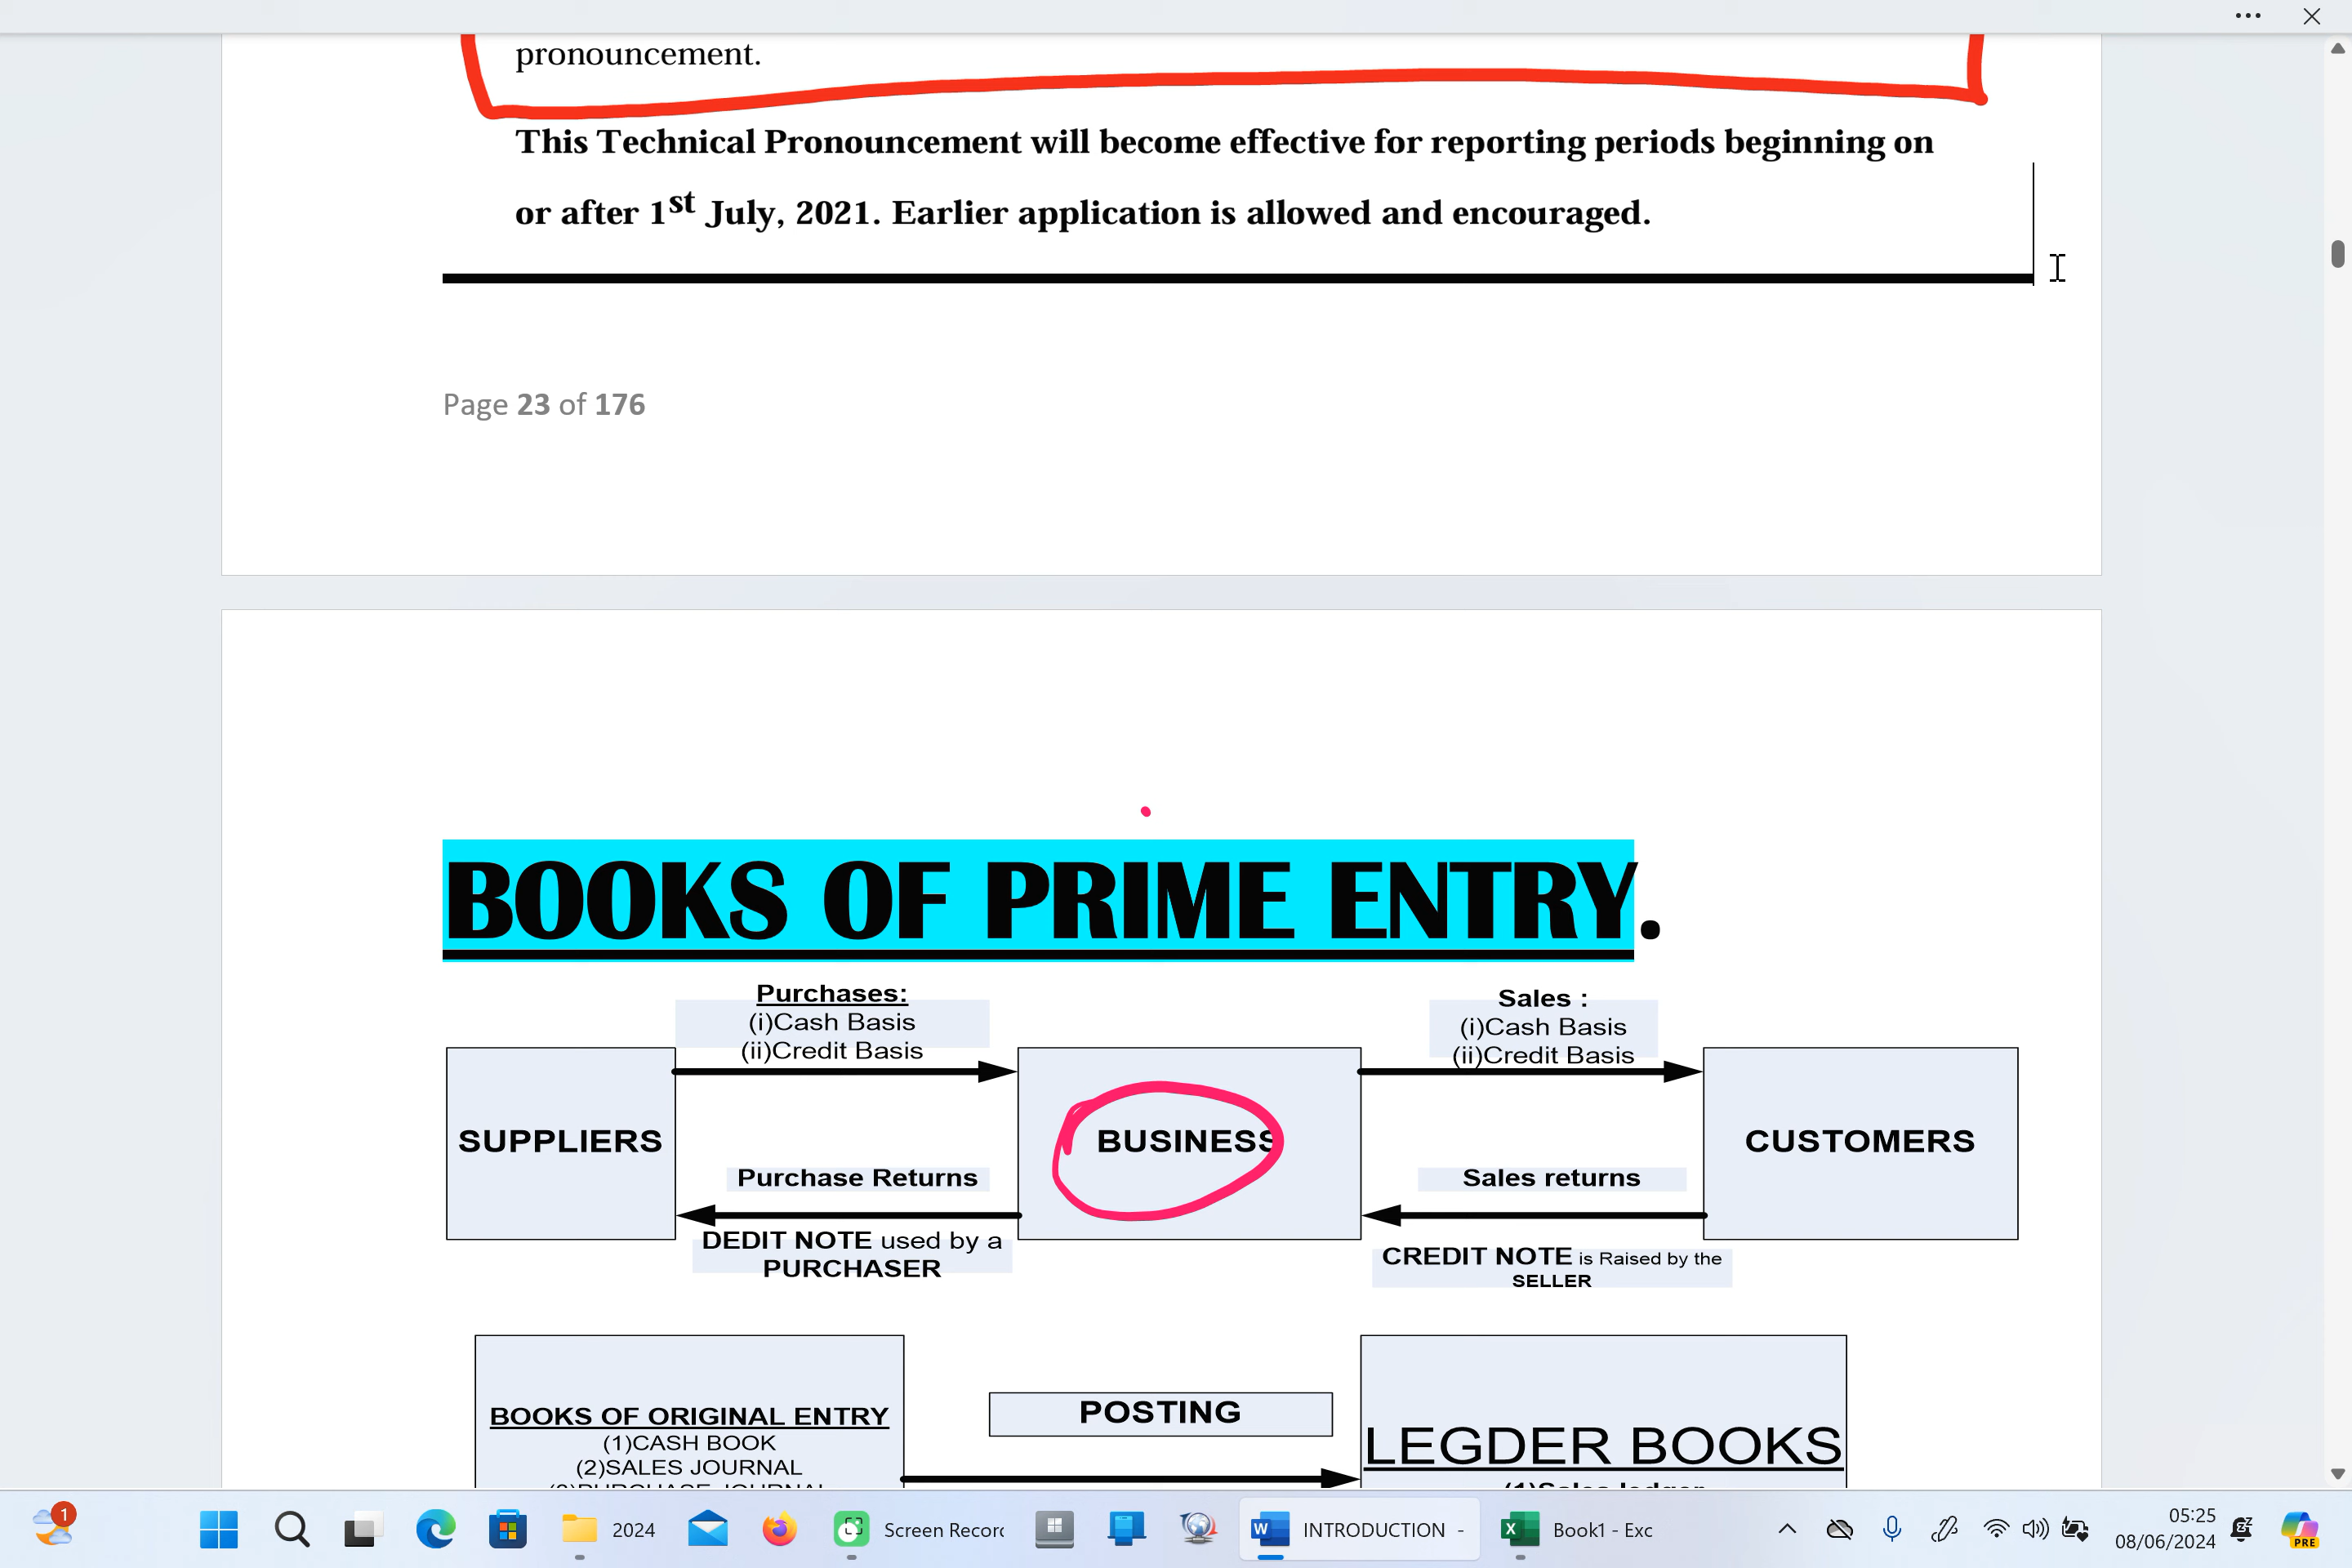 pronouncement.
This Technical Pronouncement will become effective for reporting periods beginning on
or after 1st July, 2021. Earlier application is allowed and encouraged.
Page 23 of 176
BOOKS OF PRIME ENTRY.
Purchases:
(i)Cash Basis
(ii)Credit Basis
Sales :
(i)Cash Basis
(ii)Credit Basis
SUPPLIERS
BUSINESS
CUSTOMERS
Purchase Returns
Sales returns
DEDIT NOTE used by a
PURCHASER
CREDIT NOTE is Raised by the
SELLER
BOOKS OF ORIGINAL ENTRY
(1)CASH BOOK
(2)SALES JOURNAL
POSTING
LEGDER BOOKS
(1)Sales ledger
1
2024
Screen Recor
INTRODUCTION -
Book1 - Exc
05:25
08/06/2024
PRE